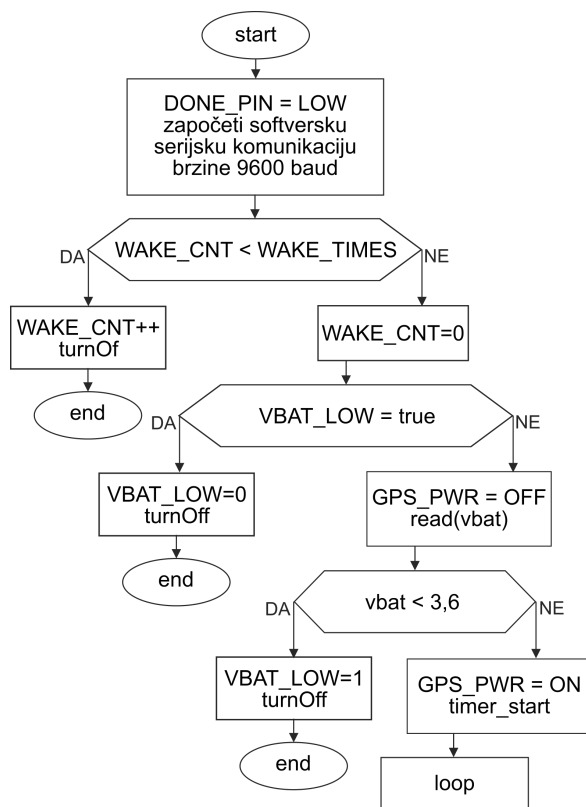 start
DONE_PIN = LOW
započeti softversku
serijsku komunikaciju
brzine 9600 baud
WAKE_CNT < WAKE_TIMES
DA
NE
WAKE_CNT++
turnOf
WAKE_CNT=0
end
VBAT_LOW = true
DA
NE
VBAT_LOW=0
turnOff
GPS_PWR = OFF
read(vbat)
end
vbat < 3,6
DA
NE
VBAT_LOW=1
turnOff
GPS_PWR = ON
timer_start
end
loop